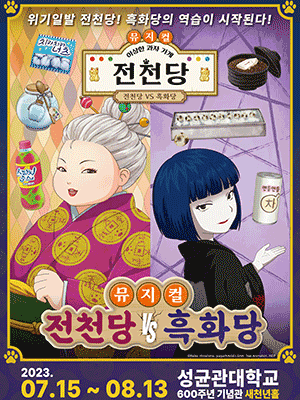 위기일발 전천당! 흑화당의 역습이 시작된다!
뮤지컬
이상한 과자 가게
전천당
전천당 VS 흑화당
뮤지컬
전천당 VS 흑화당
2023.
07.15 ~ 08.13
성균관대학교
600주년 기념관 새천년홀